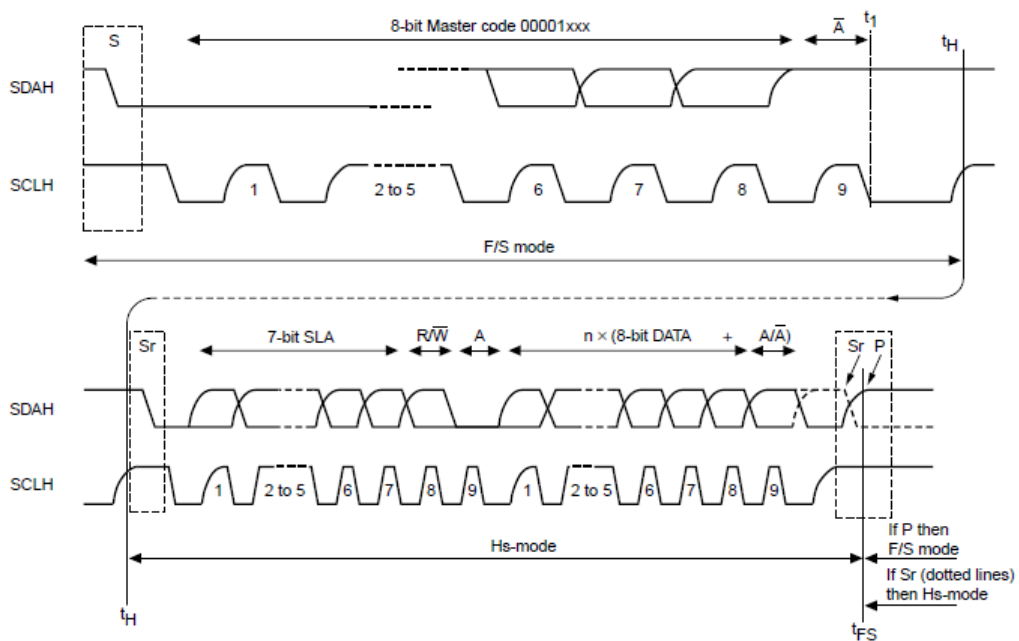 8-bit Master code 00001xxx
A̅
t1
S
tH
SDAH
SCLH
1
2 to 5
6
7
8
9
F/S mode
Sr
7-bit SLA
R/W̅
A
n × (8-bit DATA
+
A/A̅)
Sr P
SDAH
SCLH
1
2 to 5
6
7
8
9
1
2 to 5
6
7
8
9
If P then
F/S mode
Hs-mode
If Sr (dotted lines)
then Hs-mode
tH
tFS